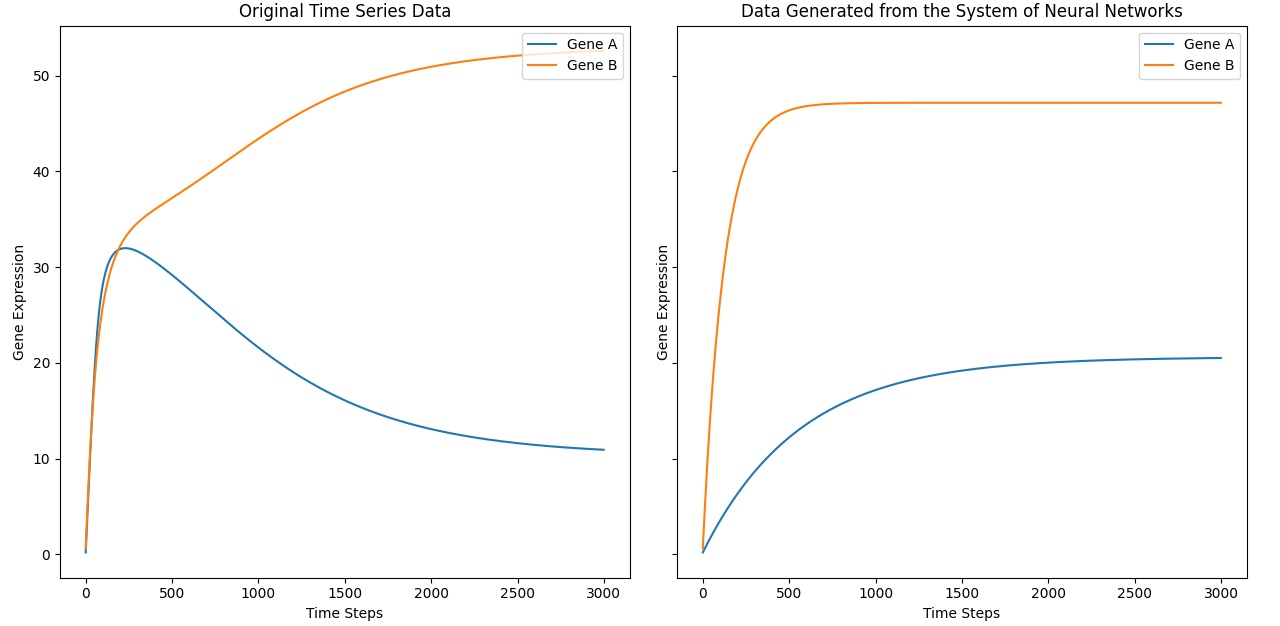 Original Time Series Data
Gene A
Gene B
Gene Expression
50
40
30
20
10
0
0 500 1000 1500 2000 2500 3000
Time Steps
Data Generated from the System of Neural Networks
Gene A
Gene B
Gene Expression
0 500 1000 1500 2000 2500 3000
Time Steps